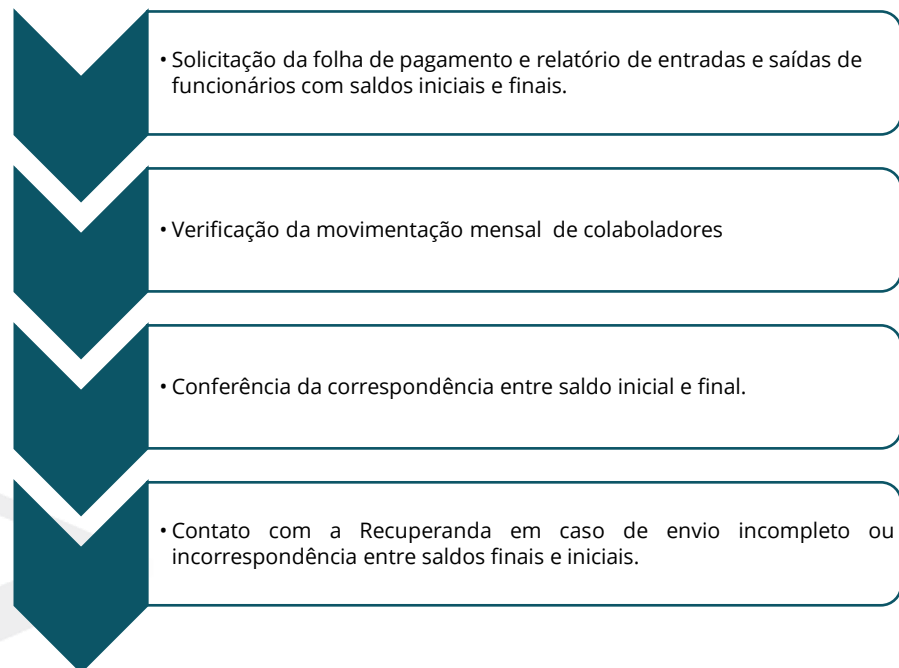 • Solicitação da folha de pagamento e relatório de entradas e saídas de
funcionários com saldos iniciais e finais.
• Verificação da movimentação mensal de colaboladores
• Conferência da correspondência entre saldo inicial e final.
• Contato com a Recuperanda em caso de envio incompleto ou
incorrespondência entre saldos finais e iniciais.